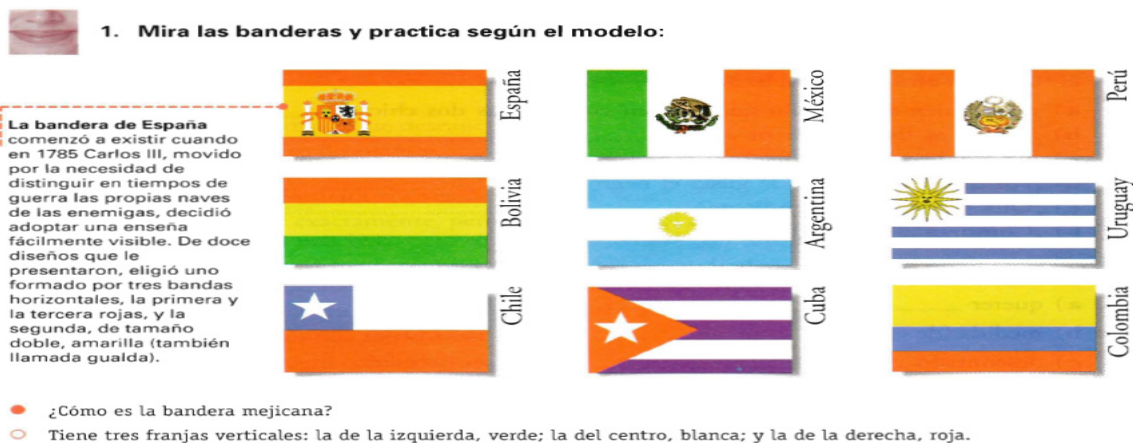 1. Mira las banderas y practica según el modelo:
La bandera de España
comenzó a existir cuando
en 1785 Carlos III, movido
por la necesidad de
distinguir en tiempos de
guerra las propias naves
de las enemigas, decidió
adoptar una enseña
fácilmente visible. De doce
diseños que le
presentaron, eligió uno
formado por tres bandas
horizontales, la primera y
la tercera rojas, y la
segunda, de tamaño
doble, amarilla (también
llamada gualda).
España
México
Perú
Bolivia
Argentina
Uruguay
Chile
Cuba
Colombia
¿Cómo es la bandera mejicana?
Tiene tres franjas verticales: la de la izquierda, verde; la del centro, blanca; y la de la derecha, roja.